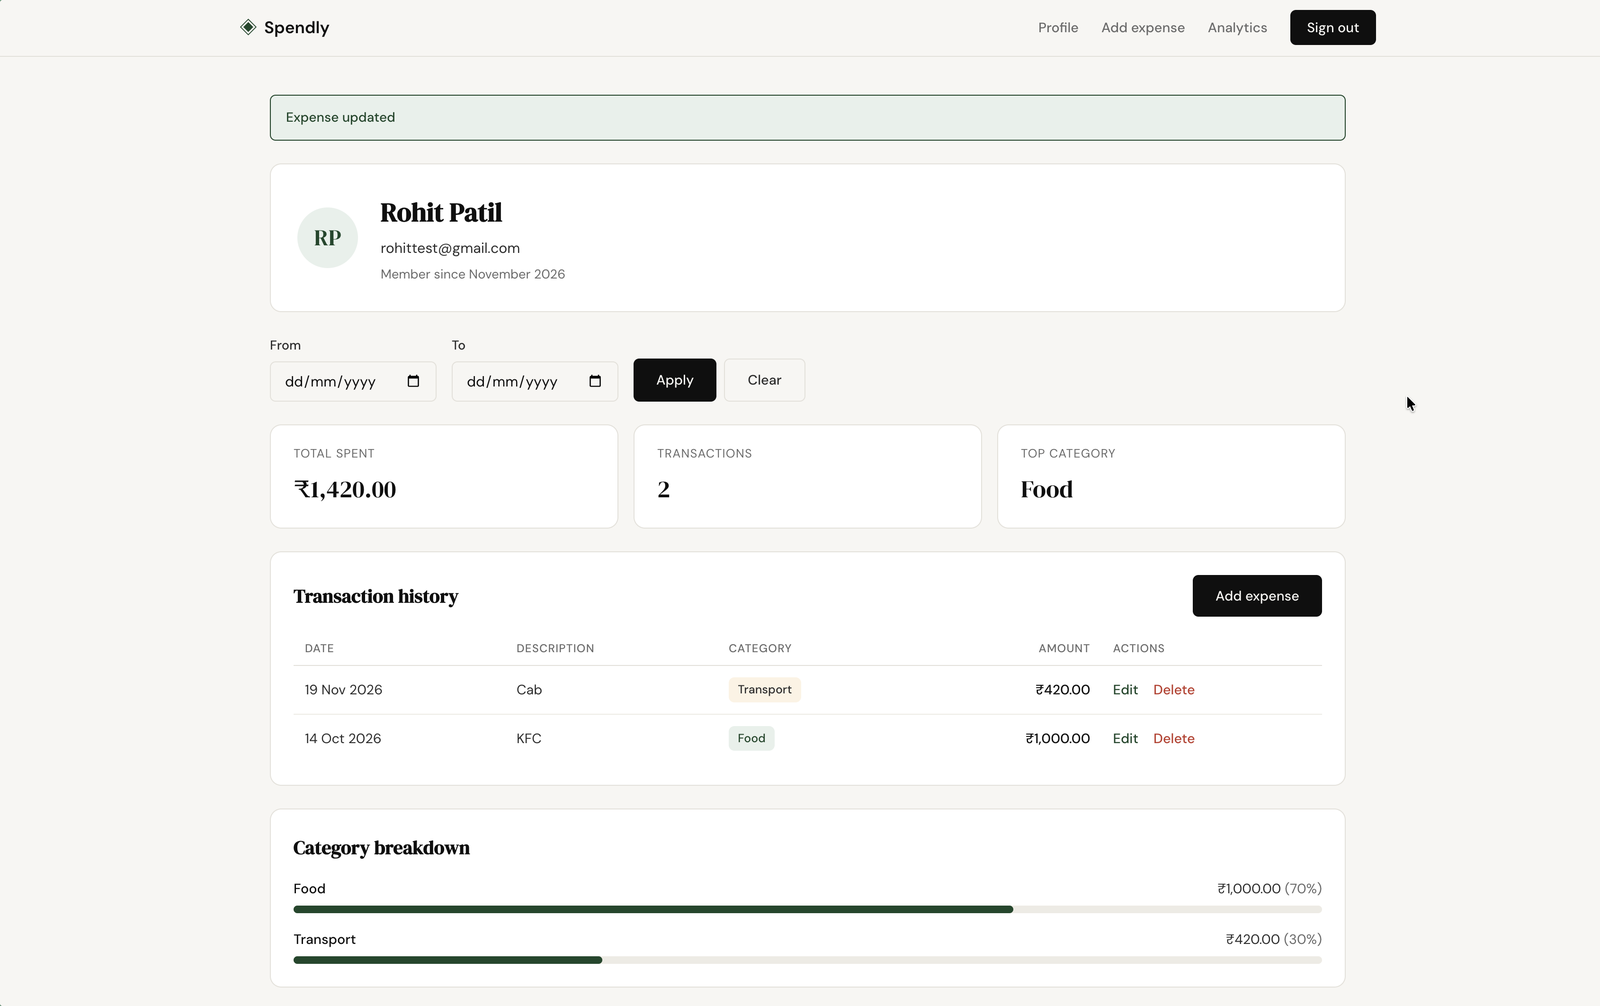 Spendly
Profile Add expense Analytics Sign out
Expense updated
RP
Rohit Patil
rohittest@gmail.com
Member since November 2026
From To
dd/mm/yyyy dd/mm/yyyy Apply Clear
TOTAL SPENT TRANSACTIONS TOP CATEGORY
₹1,420.00 2 Food
Transaction history Add expense
DATE DESCRIPTION CATEGORY AMOUNT ACTIONS
19 Nov 2026 Cab Transport ₹420.00 Edit Delete
14 Oct 2026 KFC Food ₹1,000.00 Edit Delete
Category breakdown
Food ₹1,000.00 (70%)
Transport ₹420.00 (30%)